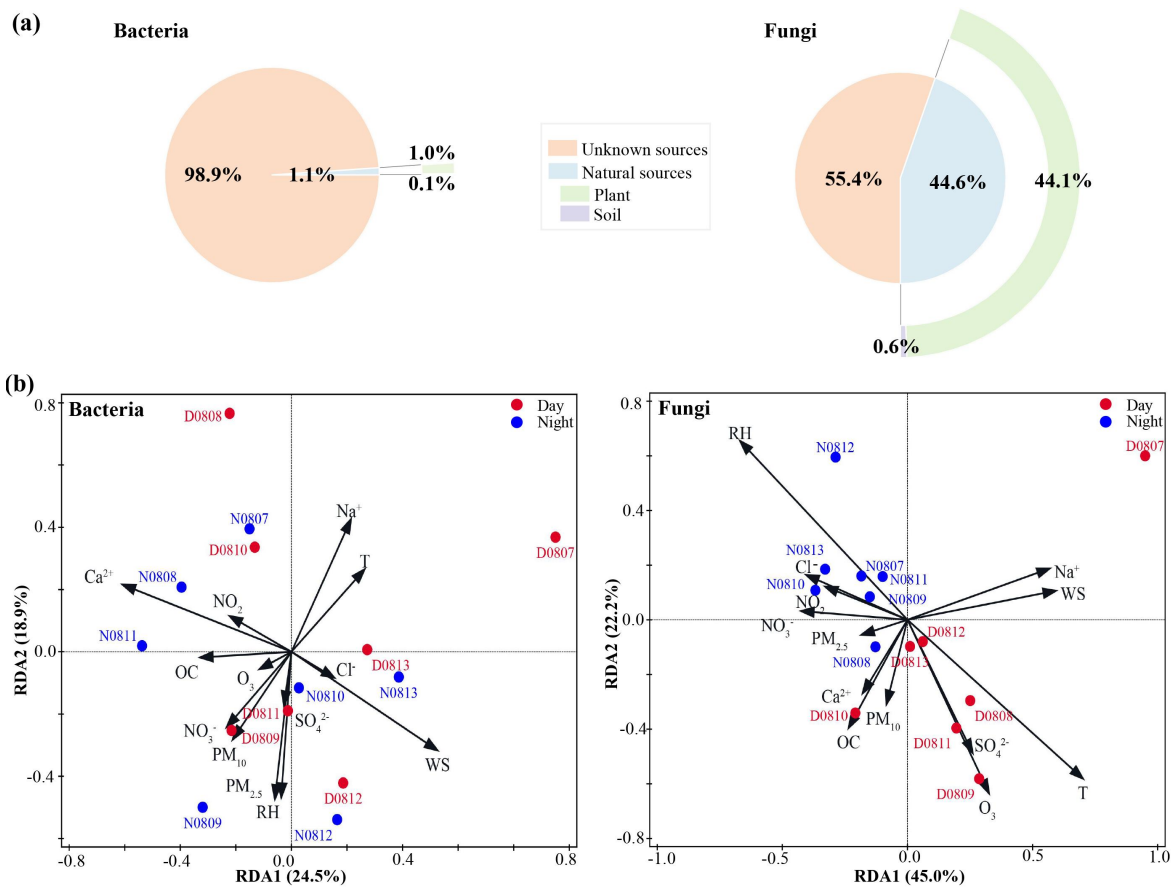 (a)
Bacteria
Fungi
98.9%
1.1%
1.0%
0.1%
Unknown sources
Natural sources
Plant
Soil
55.4%
44.6%
44.1%
0.6%
(b)
Bacteria
Day
Night
D0808
N0807
D0810
Na⁺
D0807
T
Ca²⁺
N0808
NO₂
N0811
OC
O₃
Cl⁻
D0813
N0813
N0810
D0811
SO₄²⁻
NO₃⁻
D0809
PM₁₀
WS
PM₂.₅
RH
D0812
N0809
N0812
0.8
0.4
0.0
-0.4
-0.8
0.0
0.4
0.8
RDA2 (18.9%)
RDA1 (24.5%)
Fungi
Day
Night
RH
N0812
D0807
N0813
N0807
Cl⁻
N0811
N0810
N0809
NO₂
Na⁺
WS
NO₃⁻
PM₂.₅
D0812
N0808
D0813
Ca²⁺
D0810
PM₁₀
D0808
OC
D0811
SO₄²⁻
D0809
O₃
T
0.8
0.4
0.0
-0.4
-0.8
-1.0
-0.5
0.0
0.5
1.0
RDA2 (22.2%)
RDA1 (45.0%)